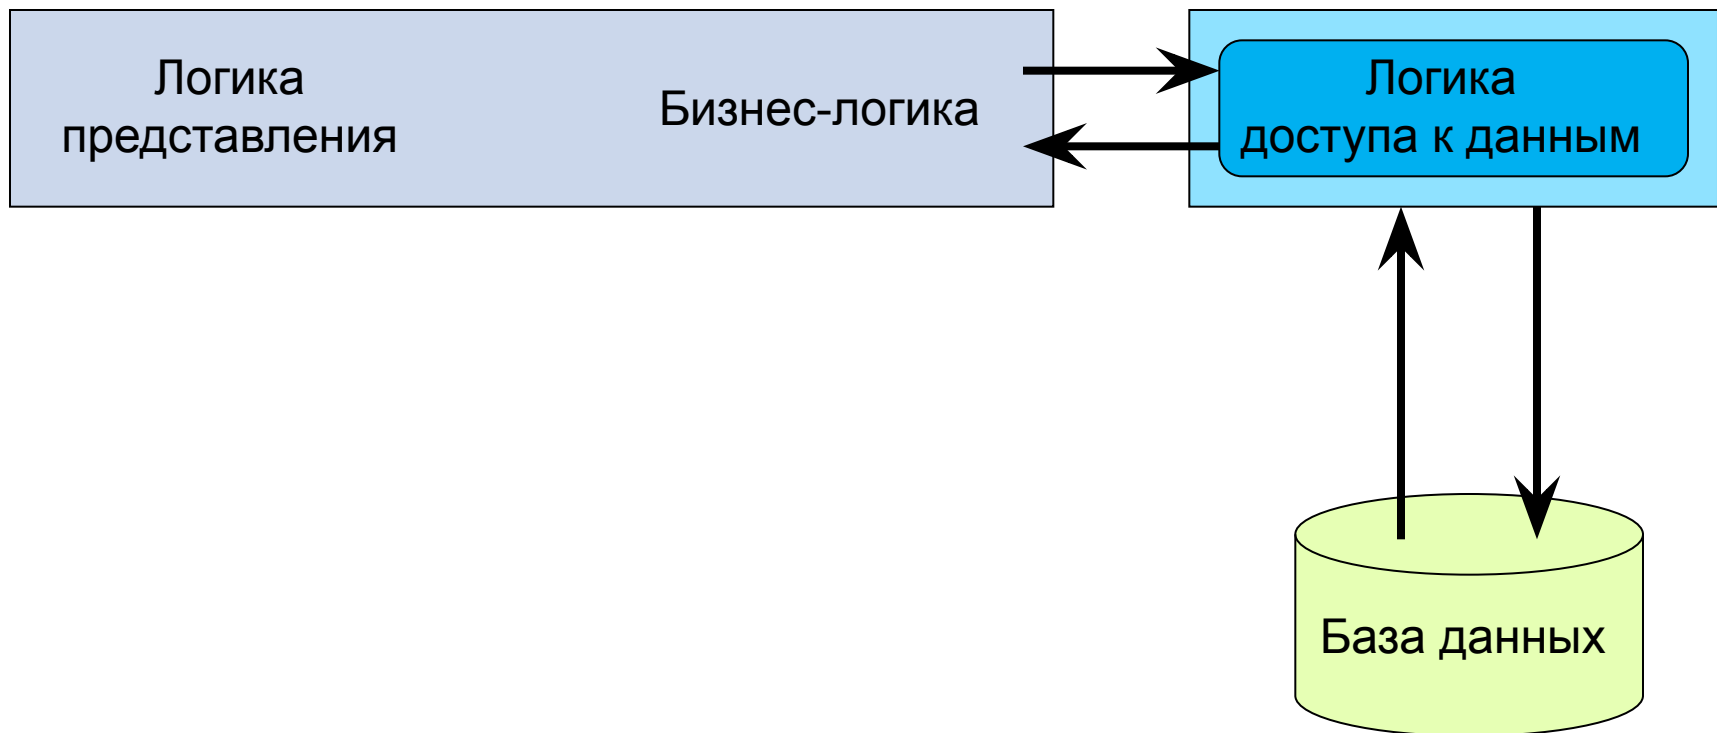 Логика
представления
Бизнес-логика
Логика
доступа к данным
База данных